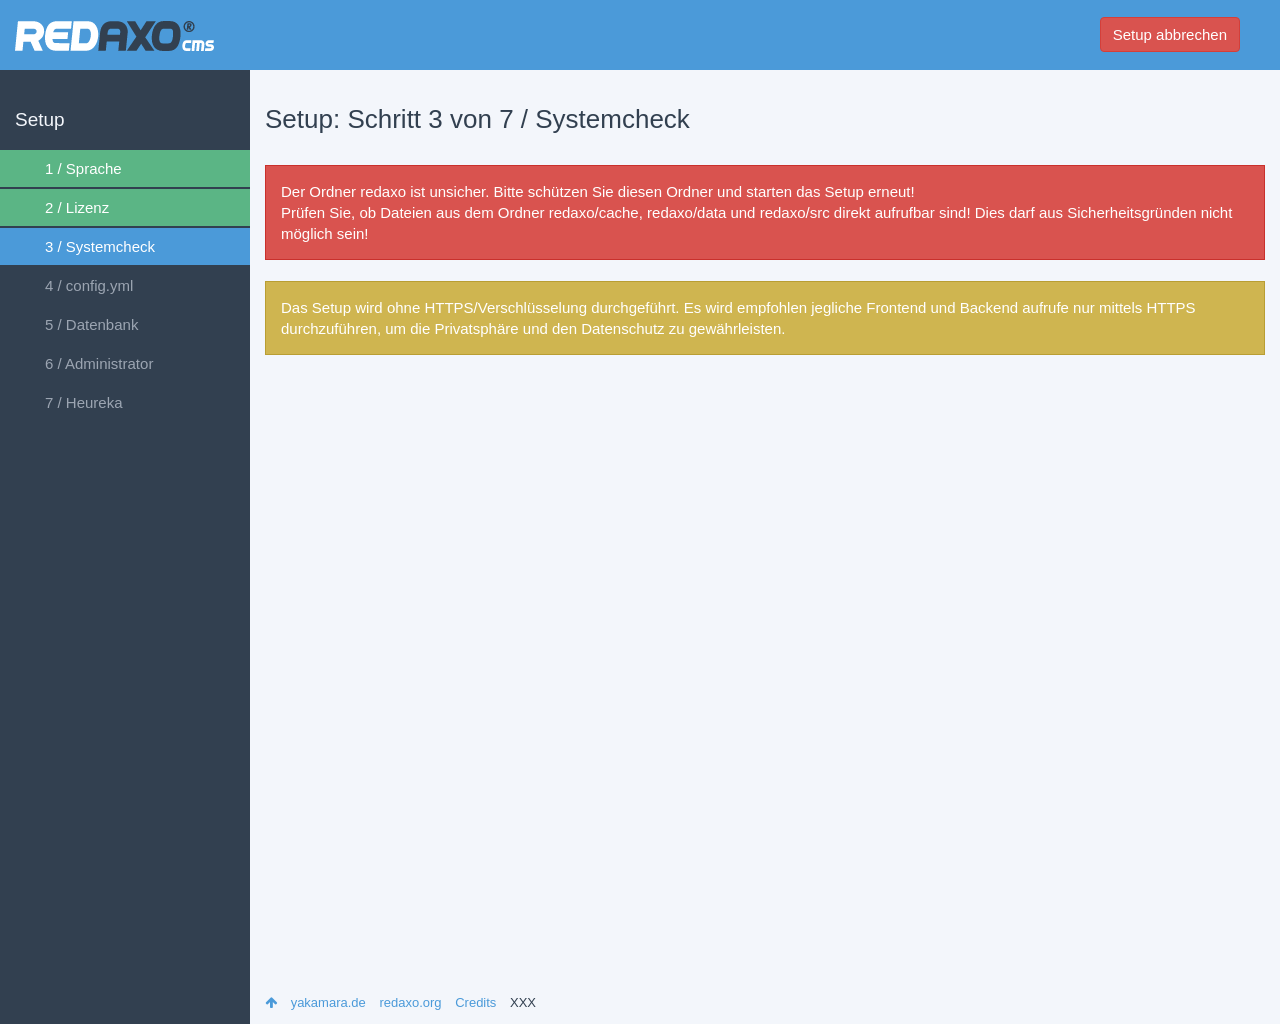 REDAXO® cms
Setup abbrechen
Setup
1 / Sprache
2 / Lizenz
3 / Systemcheck
4 / config.yml
5 / Datenbank
6 / Administrator
7 / Heureka
Setup: Schritt 3 von 7 / Systemcheck
Der Ordner redaxo ist unsicher. Bitte schützen Sie diesen Ordner und starten das Setup erneut!
Prüfen Sie, ob Dateien aus dem Ordner redaxo/cache, redaxo/data und redaxo/src direkt aufrufbar sind! Dies darf aus Sicherheitsgründen nicht
möglich sein!
Das Setup wird ohne HTTPS/Verschlüsselung durchgeführt. Es wird empfohlen jegliche Frontend und Backend aufrufe nur mittels HTTPS
durchzuführen, um die Privatsphäre und den Datenschutz zu gewährleisten.
yakamara.de redaxo.org Credits XXX